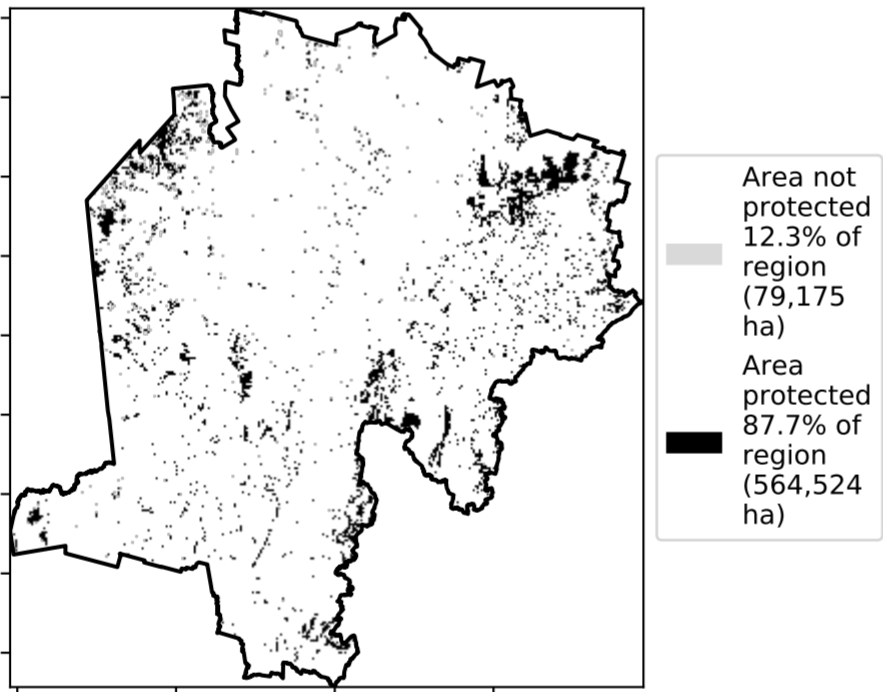 Area not
protected
12.3% of
region
(79,175
ha)
Area
protected
87.7% of
region
(564,524
ha)